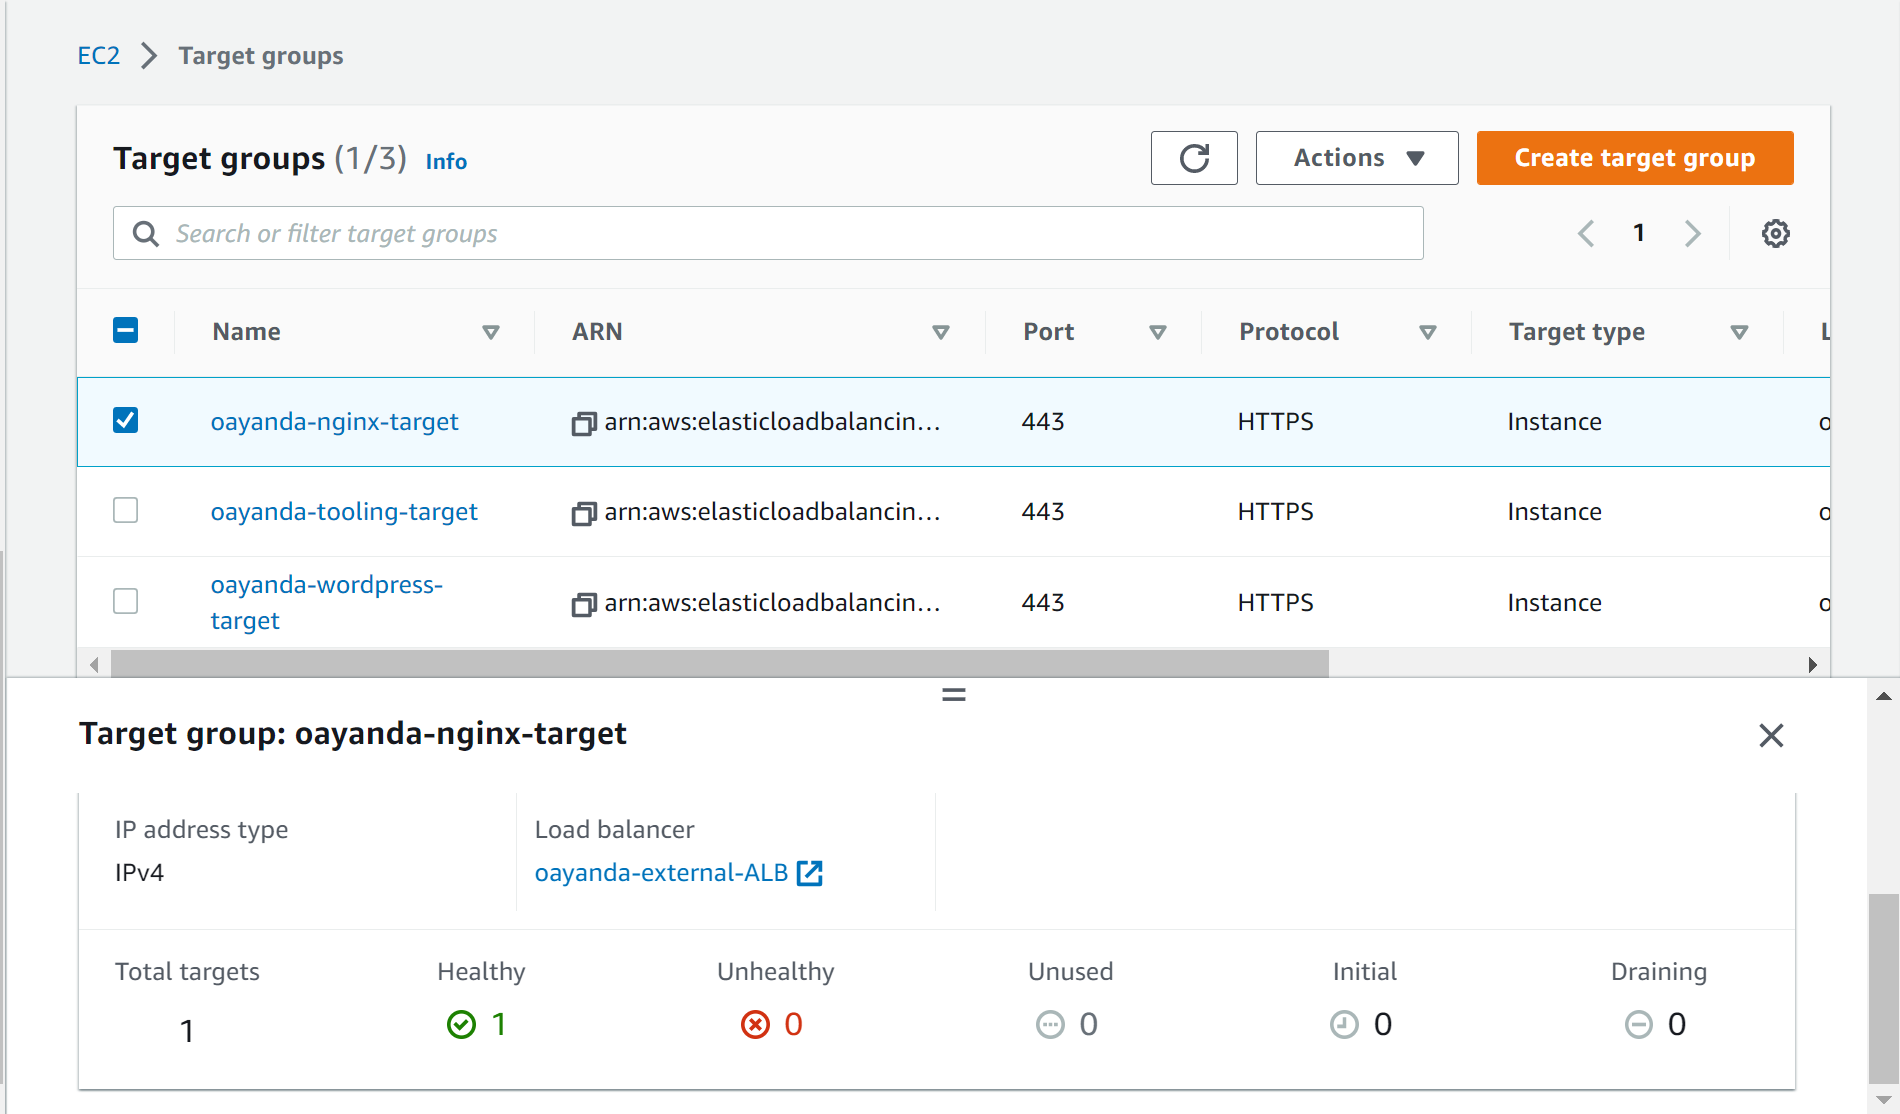 EC2 > Target groups
Target groups (1/3) Info
Actions
Create target group
Search or filter target groups
1
Name ARN Port Protocol Target type L
oayanda-nginx-target arn:aws:elasticloadbalancin... 443 HTTPS Instance o
oayanda-tooling-target arn:aws:elasticloadbalancin... 443 HTTPS Instance o
oayanda-wordpress-
target arn:aws:elasticloadbalancin... 443 HTTPS Instance o
Target group: oayanda-nginx-target
IP address type Load balancer
IPv4 oayanda-external-ALB
Total targets Healthy Unhealthy Unused Initial Draining
1 1 0 0 0 0